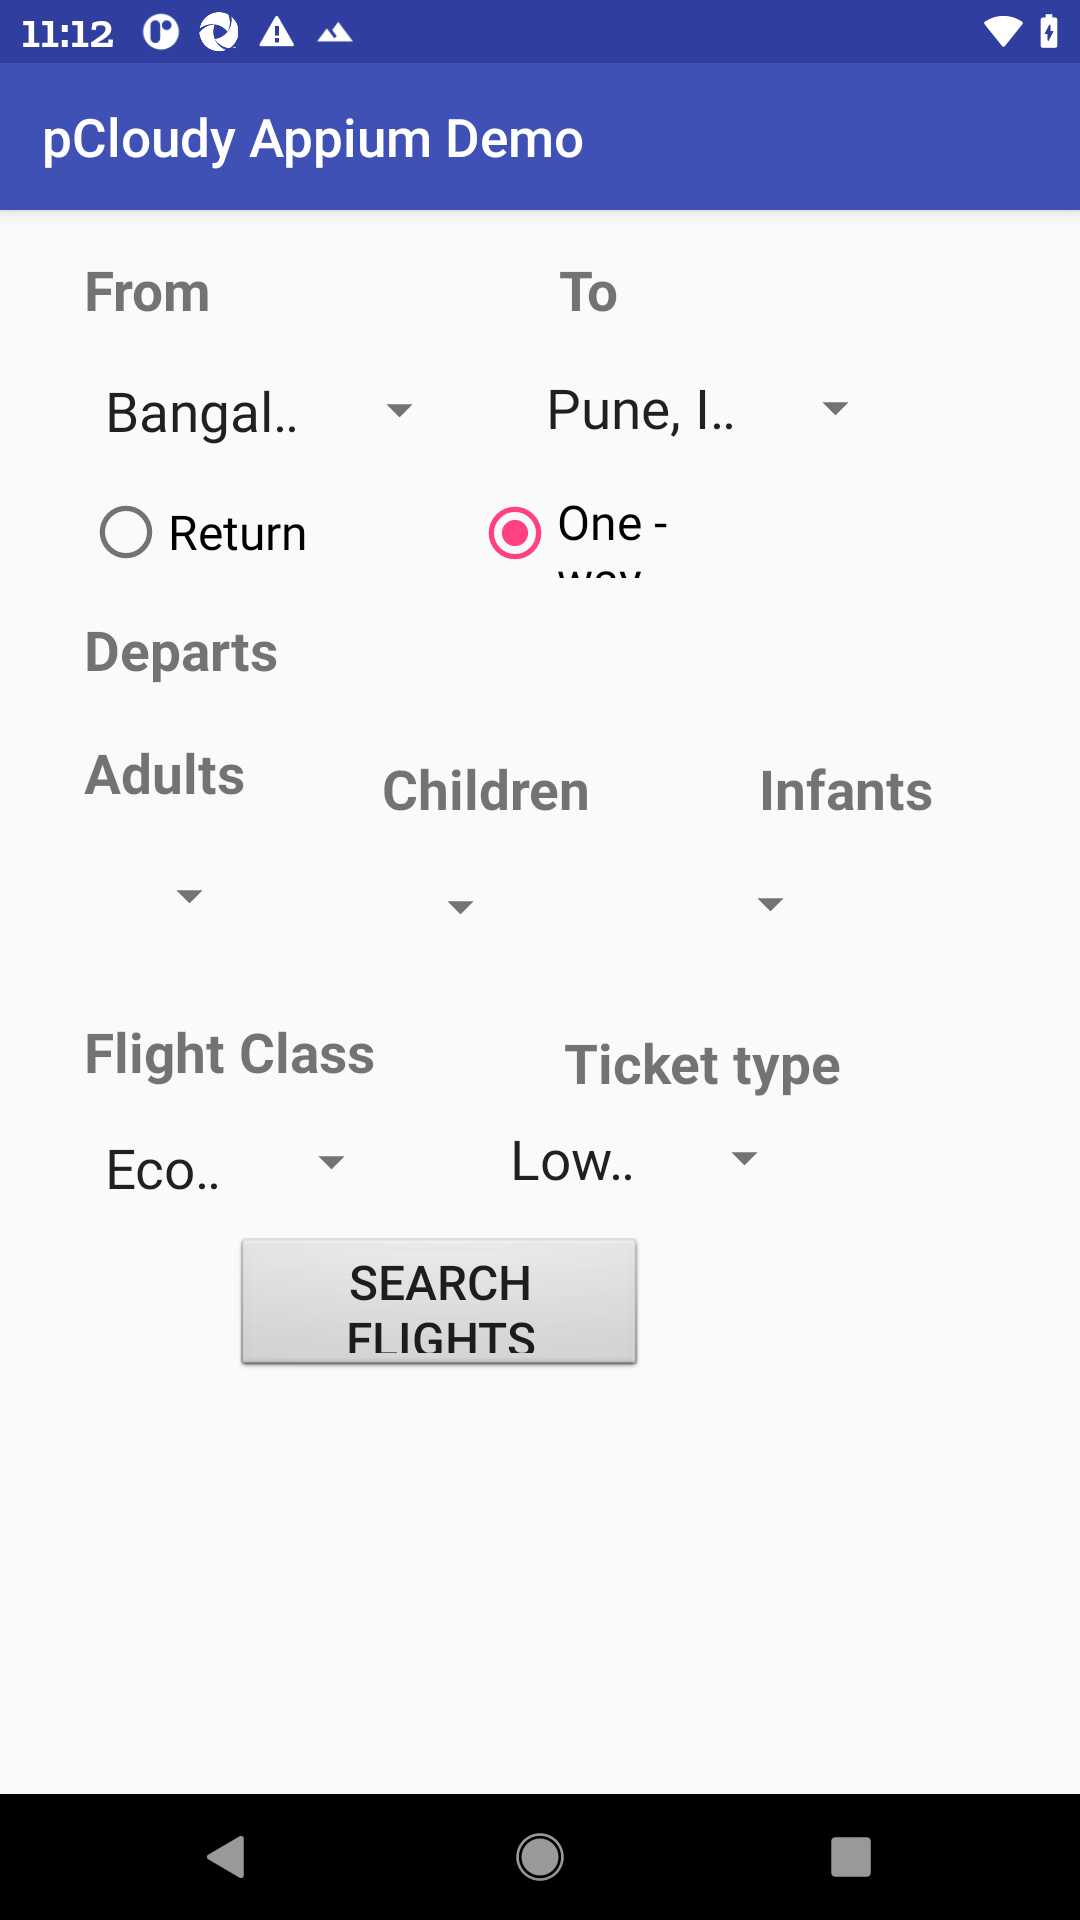 11:12
pCloudy Appium Demo
From
To
Bangal..
Pune, I..
Return
One -
way
Departs
Adults
Children
Infants
Flight Class
Ticket type
Eco..
Low..
SEARCH
FLIGHTS